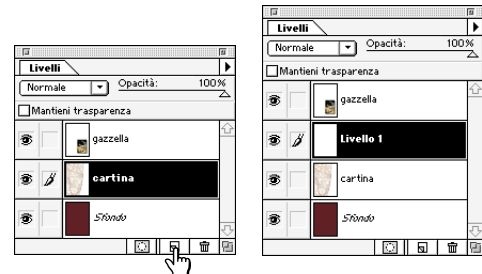 Livelli
Normale Opacità: 100%
Mantieni trasparenza
gazzella
cartina
Sfondo
Livelli
Normale Opacità: 100%
Mantieni trasparenza
gazzella
Livello 1
cartina
Sfondo